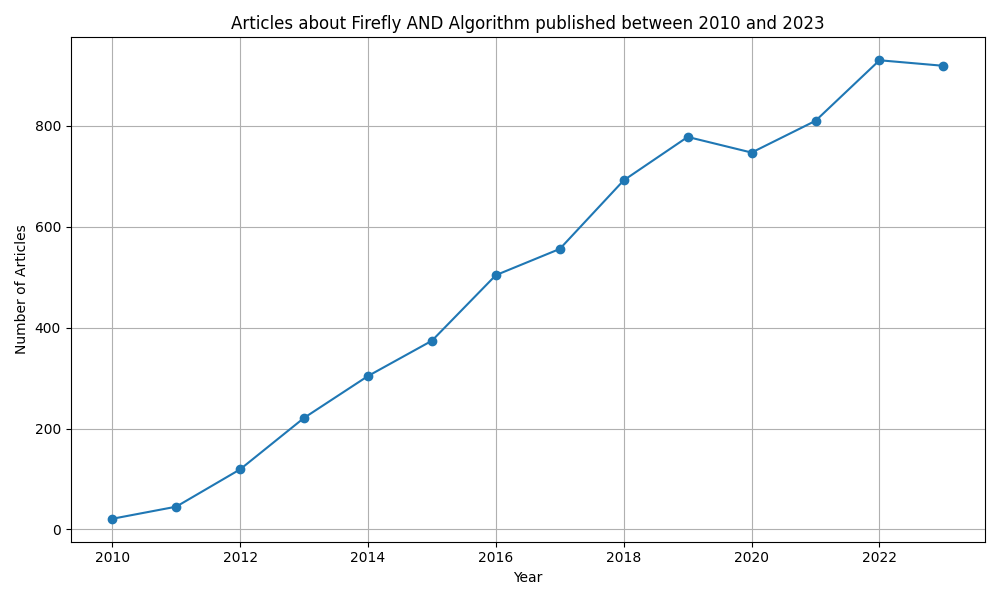 Articles about Firefly AND Algorithm published between 2010 and 2023
Number of Articles
800
600
400
200
0
2010 2012 2014 2016 2018 2020 2022
Year